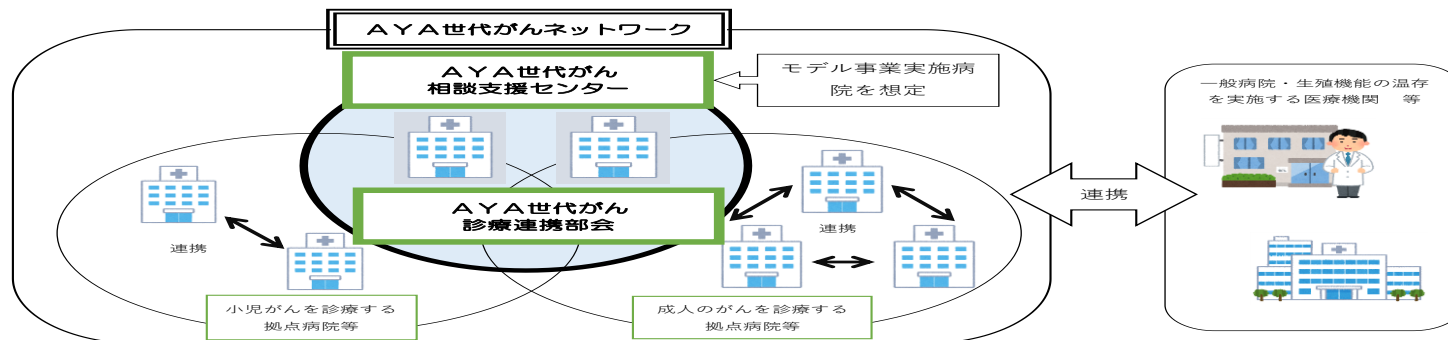 ＡＹＡ世代がんネットワーク
ＡＹＡ世代がん
相談支援センター
モデル事業実施病
院を想定
ＡＹＡ世代がん
診療連携部会
連携
連携
小児がんを診療する
拠点病院等
成人のがんを診療する
拠点病院等
連携
一般病院・生殖機能の温存
を実施する医療機関　等